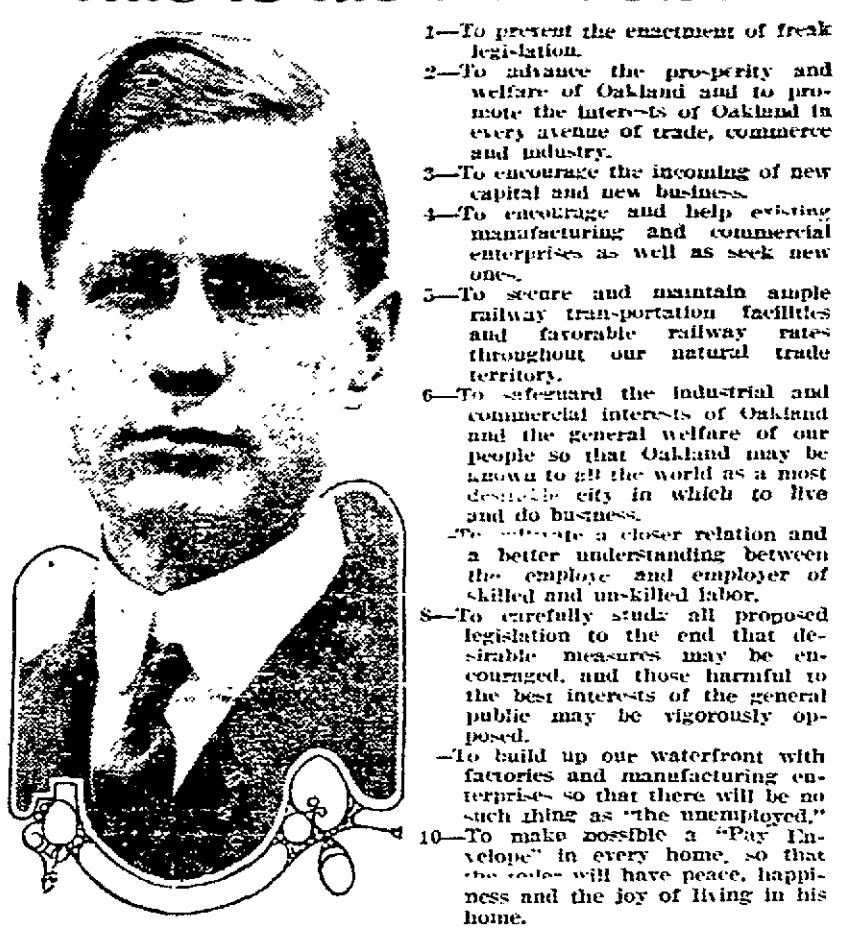 1—To prevent the enactment of freak
legislation.
2—To advance the prosperity and
welfare of Oakland and to pro-
mote the interests of Oakland in
every avenue of trade, commerce
and industry.
3—To encourage the incoming of new
capital and new business.
4—To encourage and help existing
manufacturing and commercial
enterprises as well as seek new
ones.
5—To secure and maintain ample
railway transportation facilities
and favorable railway rates
throughout our natural trade
territory.
6—To safeguard the industrial and
commercial interests of Oakland
and the general welfare of our
people so that Oakland may be
known to all the world as a most
desirable city in which to live
and do business.
—To cultivate a closer relation and
a better understanding between
the employe and employer of
skilled and unskilled labor.
8—To carefully study all proposed
legislation to the end that de-
sirable measures may be en-
couraged, and those harmful to
the best interests of the general
public may be vigorously op-
posed.
—To build up our waterfront with
factories and manufacturing en-
terprises so that there will be no
such thing as "the unemployed."
10—To make possible a "Pay En-
velope" in every home, so that
the toiler will have peace, happi-
ness and the joy of living in his
home.